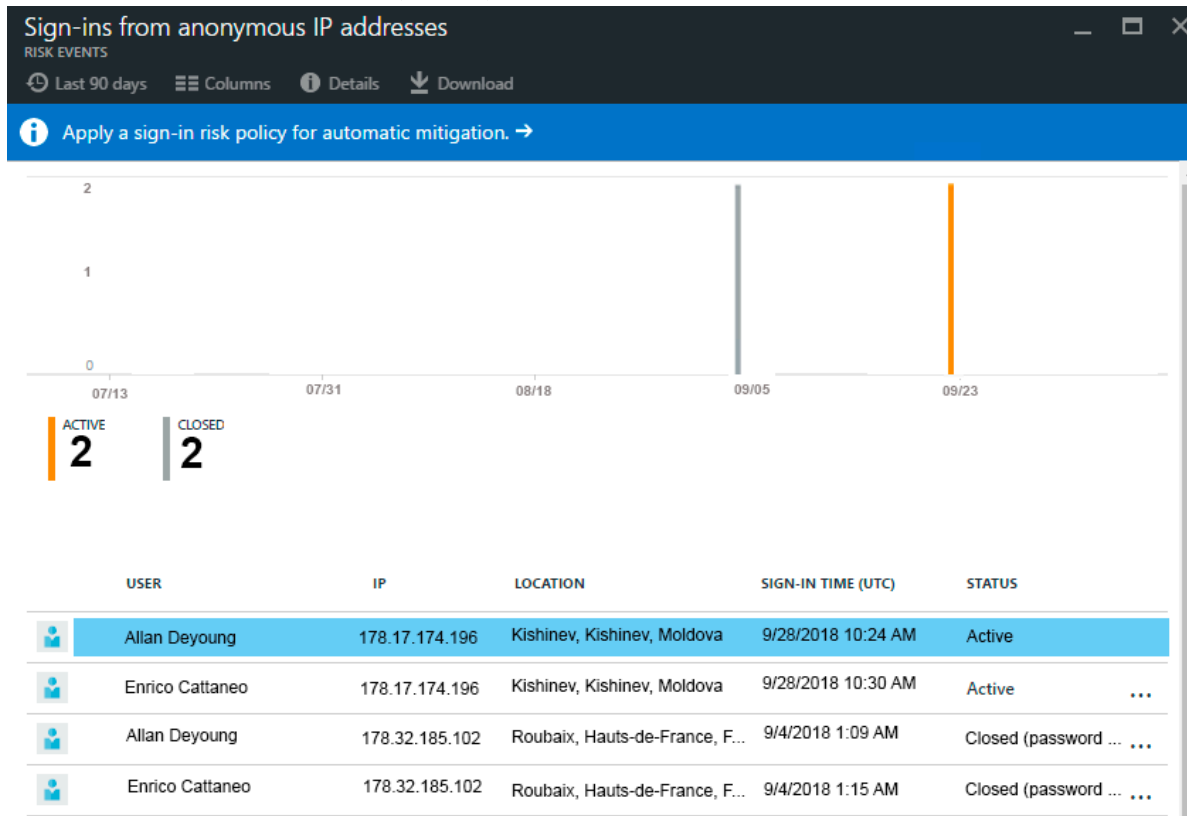 Sign-ins from anonymous IP addresses
RISK EVENTS
Last 90 days Columns Details Download
Apply a sign-in risk policy for automatic mitigation. →
2
1
0
07/13 07/31 08/18 09/05 09/23
ACTIVE CLOSED
2 2
USER IP LOCATION SIGN-IN TIME (UTC) STATUS
Allan Deyoung 178.17.174.196 Kishinev, Kishinev, Moldova 9/28/2018 10:24 AM Active
Enrico Cattaneo 178.17.174.196 Kishinev, Kishinev, Moldova 9/28/2018 10:30 AM Active ...
Allan Deyoung 178.32.185.102 Roubaix, Hauts-de-France, F... 9/4/2018 1:09 AM Closed (password ... ...
Enrico Cattaneo 178.32.185.102 Roubaix, Hauts-de-France, F... 9/4/2018 1:15 AM Closed (password ... ...